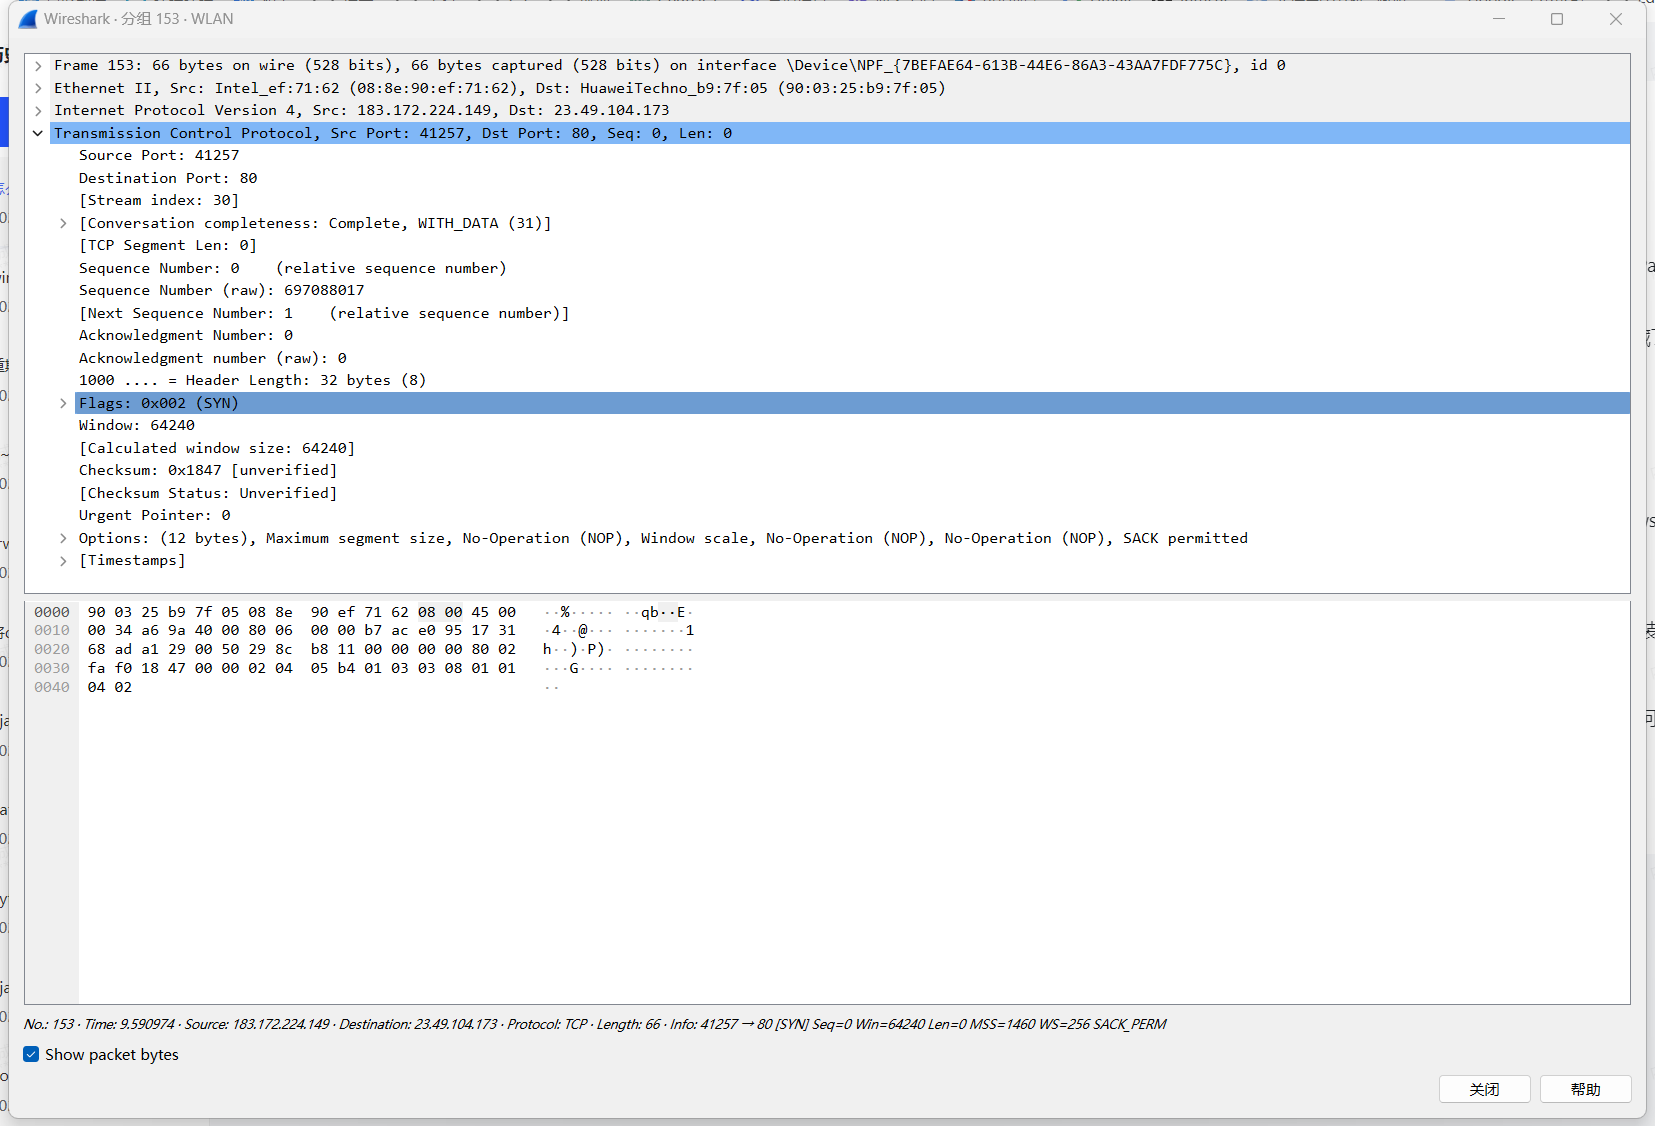 Wireshark · 分组 153 · WLAN
Frame 153: 66 bytes on wire (528 bits), 66 bytes captured (528 bits) on interface \Device\NPF_{7BEFAE64-613B-44E6-86A3-43AA7FDF775C}, id 0
Ethernet II, Src: Intel_ef:71:62 (08:8e:90:ef:71:62), Dst: HuaweiTechno_b9:7f:05 (90:03:25:b9:7f:05)
Internet Protocol Version 4, Src: 183.172.224.149, Dst: 23.49.104.173
Transmission Control Protocol, Src Port: 41257, Dst Port: 80, Seq: 0, Len: 0
Source Port: 41257
Destination Port: 80
[Stream index: 30]
[Conversation completeness: Complete, WITH_DATA (31)]
[TCP Segment Len: 0]
Sequence Number: 0    (relative sequence number)
Sequence Number (raw): 697088017
[Next Sequence Number: 1    (relative sequence number)]
Acknowledgment Number: 0
Acknowledgment number (raw): 0
1000 .... = Header Length: 32 bytes (8)
Flags: 0x002 (SYN)
Window: 64240
[Calculated window size: 64240]
Checksum: 0x1847 [unverified]
[Checksum Status: Unverified]
Urgent Pointer: 0
Options: (12 bytes), Maximum segment size, No-Operation (NOP), Window scale, No-Operation (NOP), No-Operation (NOP), SACK permitted
[Timestamps]
0000  90 03 25 b9 7f 05 08 8e  90 ef 71 62 08 00 45 00   ··%····· ··qb··E·
0010  00 34 a6 9a 40 00 80 06  00 00 b7 ac e0 95 17 31   ·4··@··· ·······1
0020  68 ad a1 29 00 50 29 8c  b8 11 00 00 00 00 80 02   h··)·P)· ········
0030  fa f0 18 47 00 00 02 04  05 b4 01 03 03 08 01 01   ···G···· ········
0040  04 02   ··
No.: 153 · Time: 9.590974 · Source: 183.172.224.149 · Destination: 23.49.104.173 · Protocol: TCP · Length: 66 · Info: 41257 → 80 [SYN] Seq=0 Win=64240 Len=0 MSS=1460 WS=256 SACK_PERM
Show packet bytes
关闭 帮助